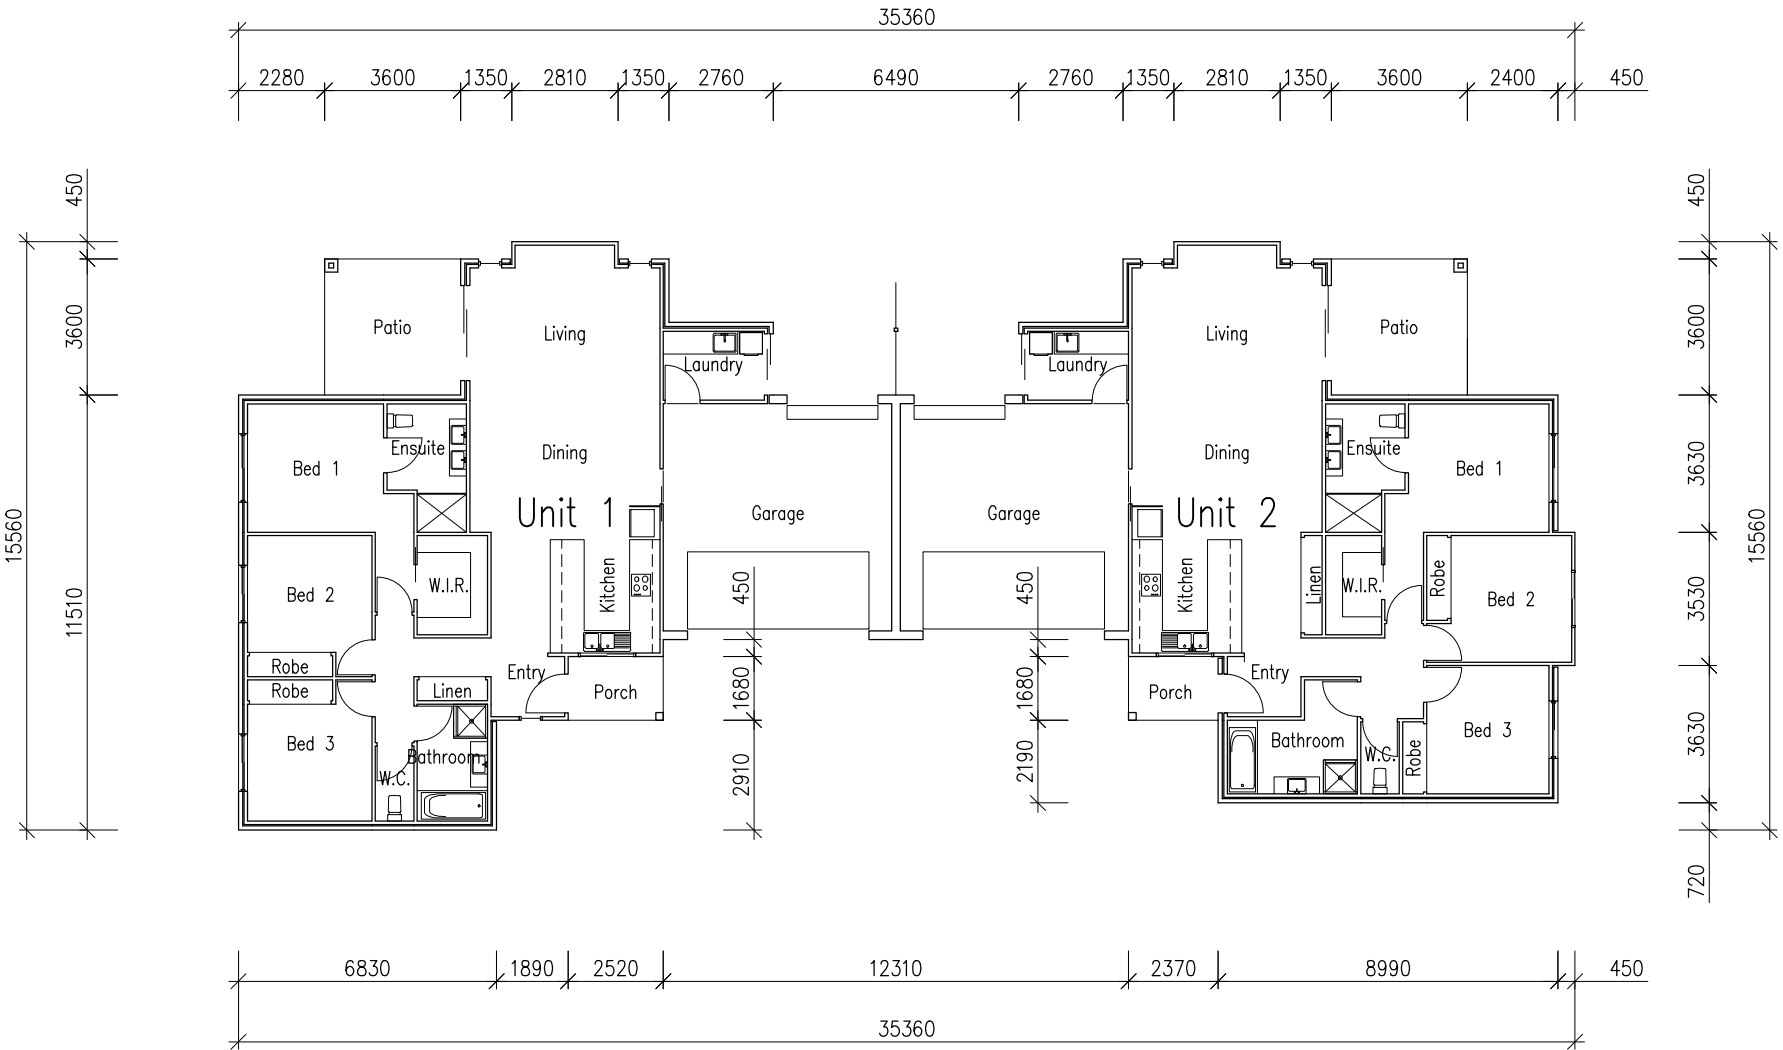 35360
2280 3600 1350 2810 1350 2760 6490 2760 1350 2810 1350 3600 2400 450
450 450
3600 3600
Patio Living Living Patio
Laundry Laundry
Ensuite Dining Dining Ensuite
Bed 1 Bed 1
3630
Unit 1 Unit 2
Garage Garage
15560 15560
11510 3530
Bed 2 W.I.R. Kitchen 450 450 Kitchen Linen W.I.R. Robe Bed 2
Robe Entry Entry
Robe Linen Porch 1680 1680 Porch
Bed 3 Bathroom Bathroom W.C. Robe Bed 3 3630
W.C. 2910 2190
720
6830 1890 2520 12310 2370 8990 450
35360